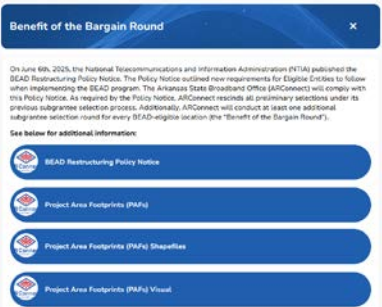 Benefit of the Bargain Round
On June 6th, 2025, the National Telecommunications and Information Administration (NTIA) published the
BEAD Restructuring Policy Notice. The Policy Notice outlined new requirements for Eligible Entities to follow
when implementing the BEAD program. The Arkansas State Broadband Office (ARConnect) will comply with
this Policy Notice. As required by the Policy Notice, ARConnect rescinds all preliminary selections under its
previous subgrantee selection process. Additionally, ARConnect will conduct at least one additional
subgrantee selection round for every BEAD-eligible location (the "Benefit of the Bargain Round").
See below for additional information:
BEAD Restructuring Policy Notice
Project Area Footprints (PAFs)
Project Area Footprints (PAFs) Shapefiles
Project Area Footprints (PAFs) Visual